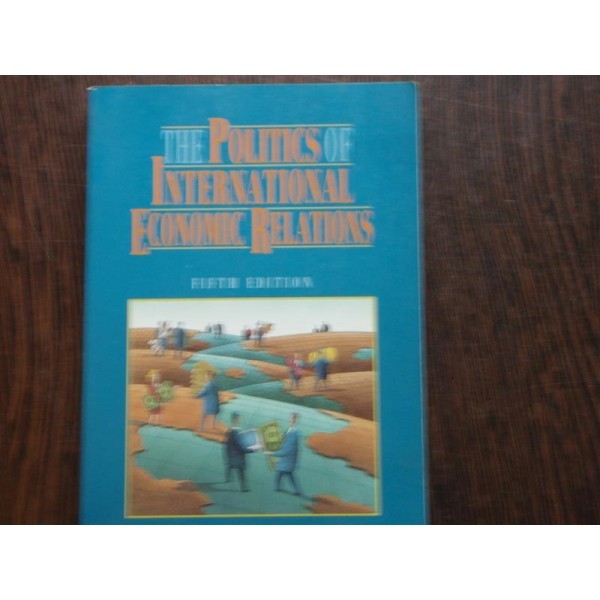 THE POLITICS OF
INTERNATIONAL
ECONOMIC RELATIONS
FIFTH EDITION